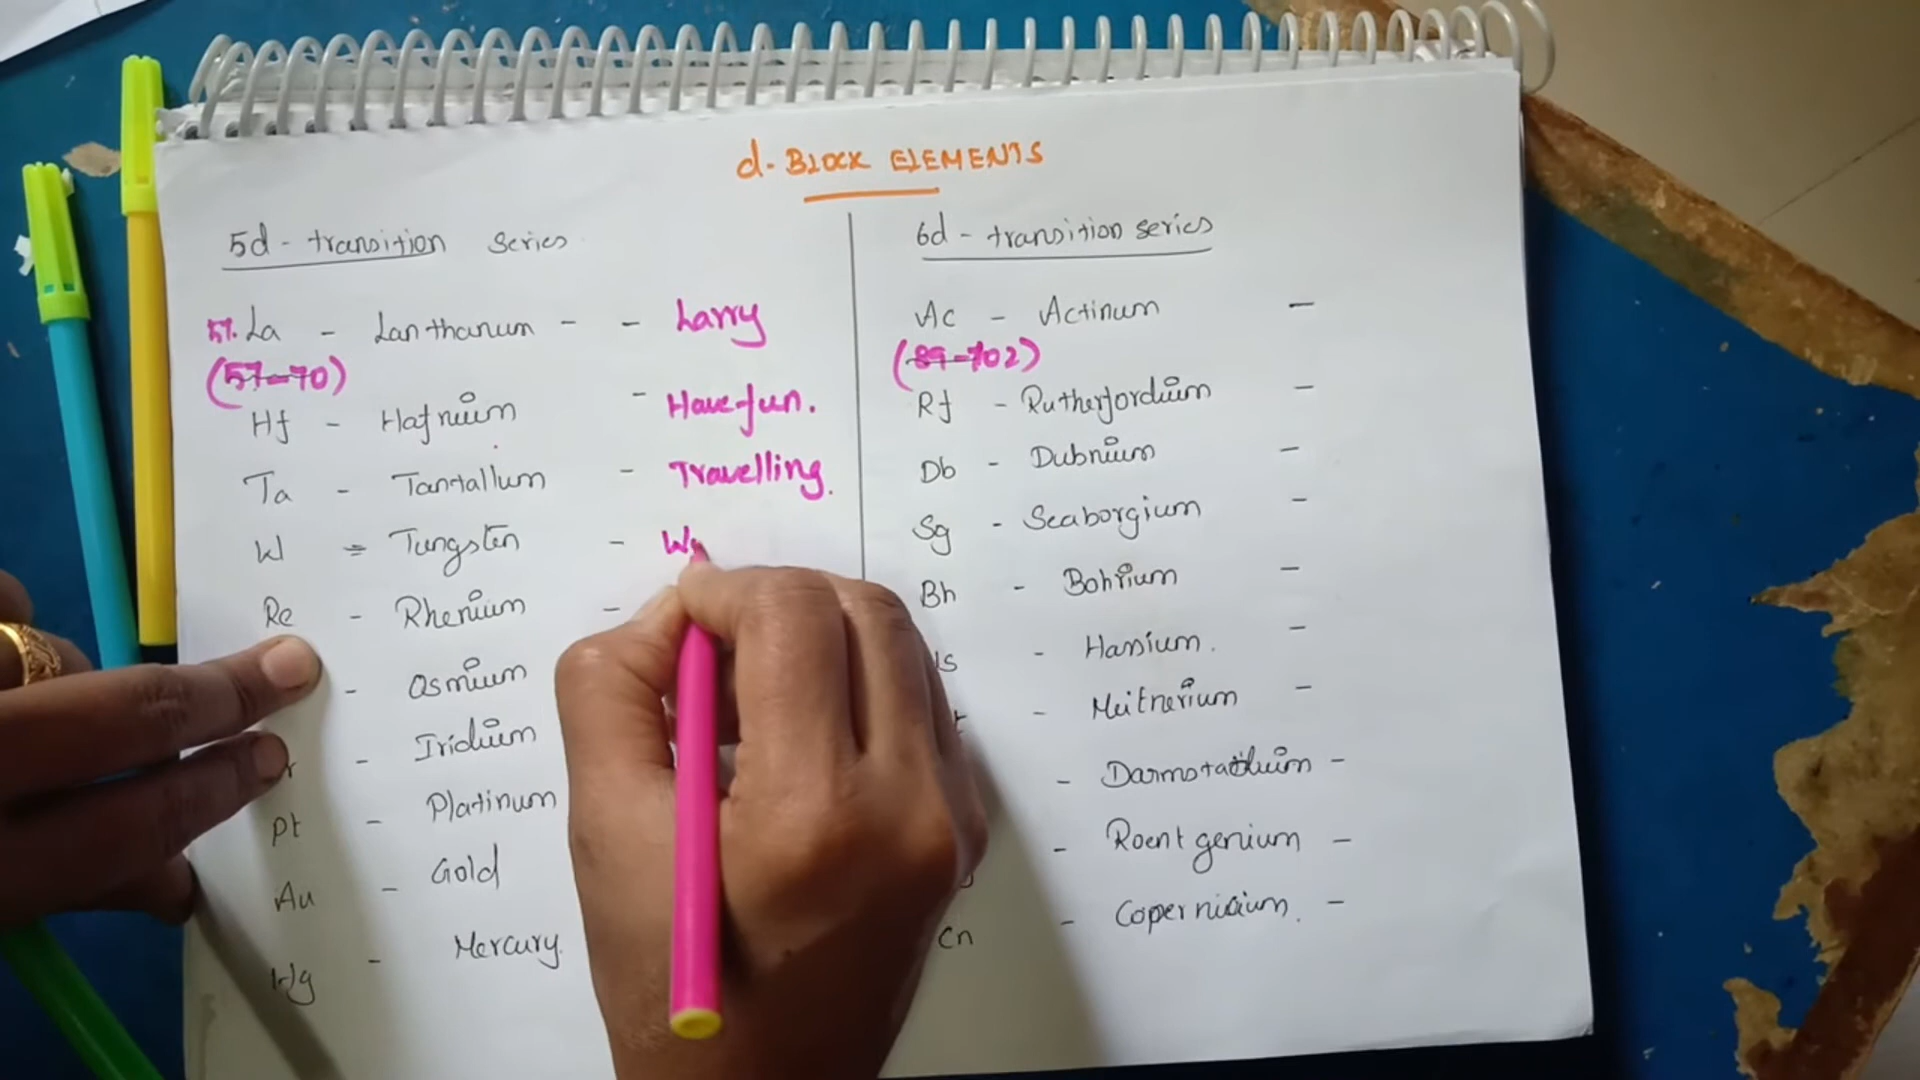 d-BLOCK ELEMENTS
5d - transition series
57. La - Lanthanum - - Larry
(57-70)
Hf - Hafnium - Have fun.
Ta - Tantallum - Travelling.
W = Tungsten -
Re - Rhenium -
- Osmium
- Iridium
Pt - Platinum
Au - Gold
Hg - Mercury.
6d - transition series
Ac - Actinum -
(89-102)
Rf - Rutherfordium -
Db - Dubnium -
Sg - Seaborgium -
Bh - Bohrium -
- Hassium. -
- Meitnerium -
- Darmstadtium -
- Roentgenium -
Cn - Copernicium. -